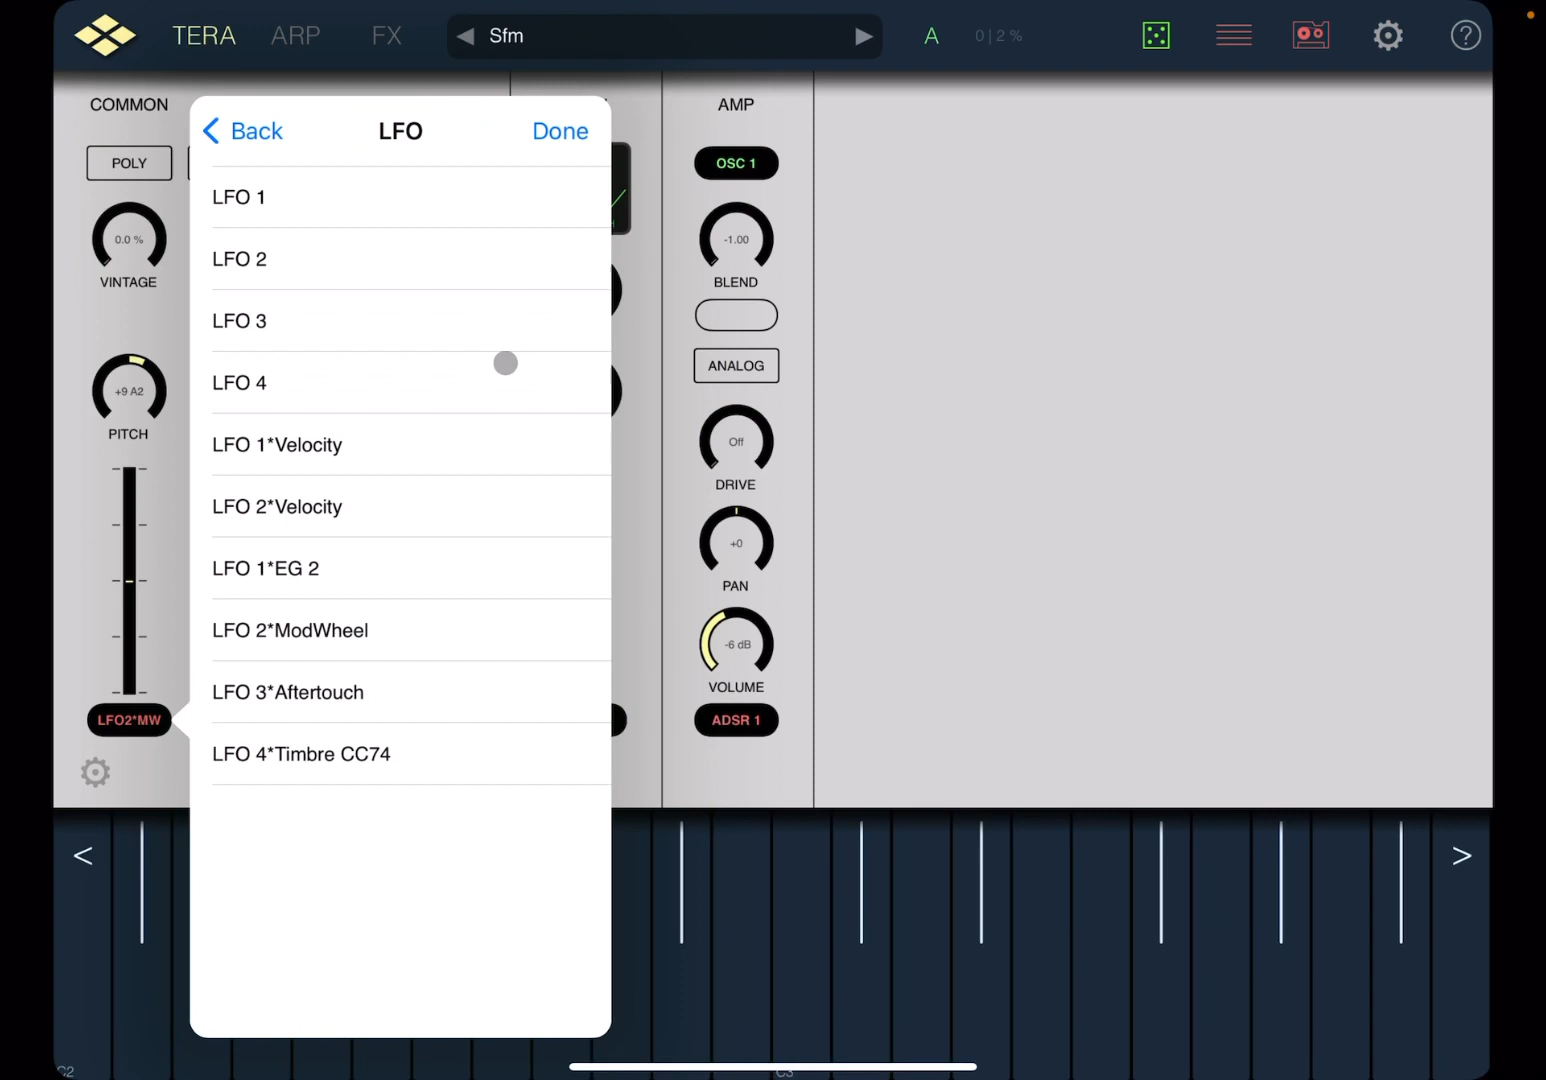 TERA ARP FX Sfm A 0|2 %
COMMON
POLY
0.0 %
VINTAGE
+9 A2
PITCH
LFO2*MW
Back LFO Done
LFO 1
LFO 2
LFO 3
LFO 4
LFO 1*Velocity
LFO 2*Velocity
LFO 1*EG 2
LFO 2*ModWheel
LFO 3*Aftertouch
LFO 4*Timbre CC74
AMP
OSC 1
-1.00
BLEND
ANALOG
Off
DRIVE
+0
PAN
-6 dB
VOLUME
ADSR 1
< >
C2 C3